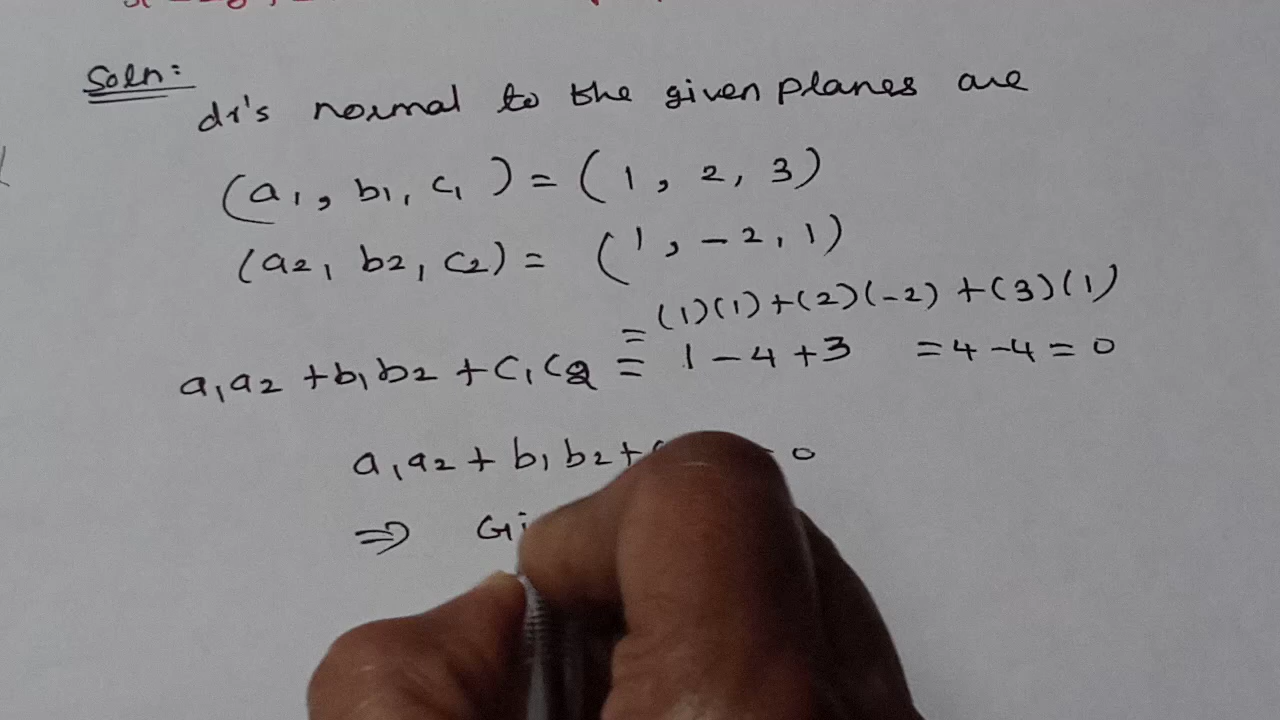 Soln:
dr's normal to the given planes are
(a1, b1, c1) = (1, 2, 3)
(a2, b2, c2) = (1, -2, 1)
= (1)(1) + (2)(-2) + (3)(1)
a1a2 + b1b2 + c1c2 = 1 - 4 + 3 = 4 - 4 = 0
a1a2 + b1b2 + 0
⇒ Gi